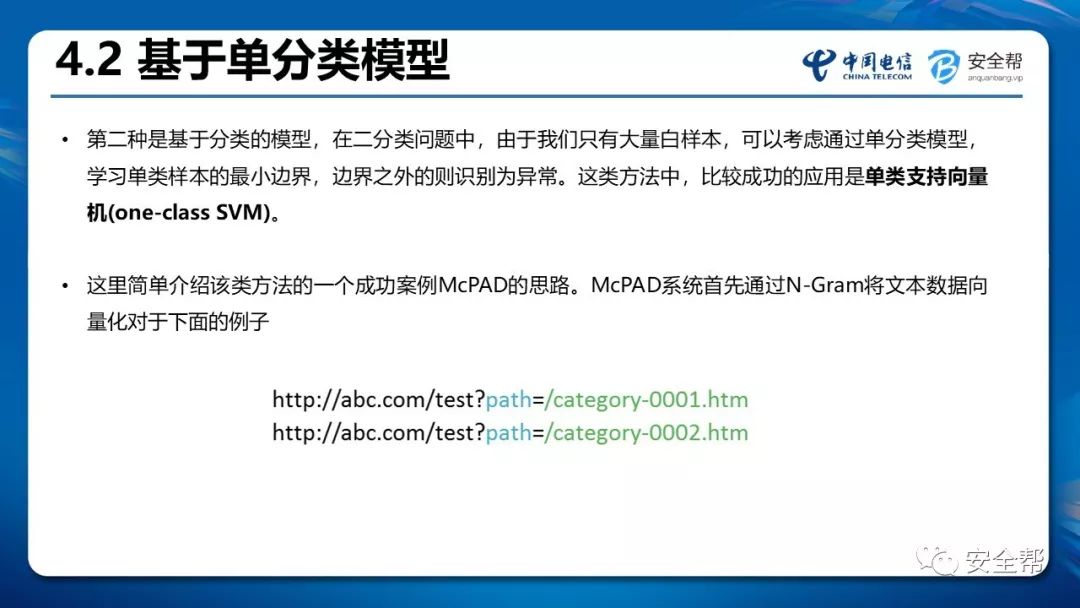 4.2 基于单分类模型
中国电信
CHINA TELECOM
安全帮
anquanbang.vip
• 第二种是基于分类的模型，在二分类问题中，由于我们只有大量白样本，可以考虑通过单分类模型，
学习单类样本的最小边界，边界之外的则识别为异常。这类方法中，比较成功的应用是单类支持向量
机(one-class SVM)。
• 这里简单介绍该类方法的一个成功案例McPAD的思路。McPAD系统首先通过N-Gram将文本数据向
量化对于下面的例子
http://abc.com/test?path=/category-0001.htm
http://abc.com/test?path=/category-0002.htm
安全帮